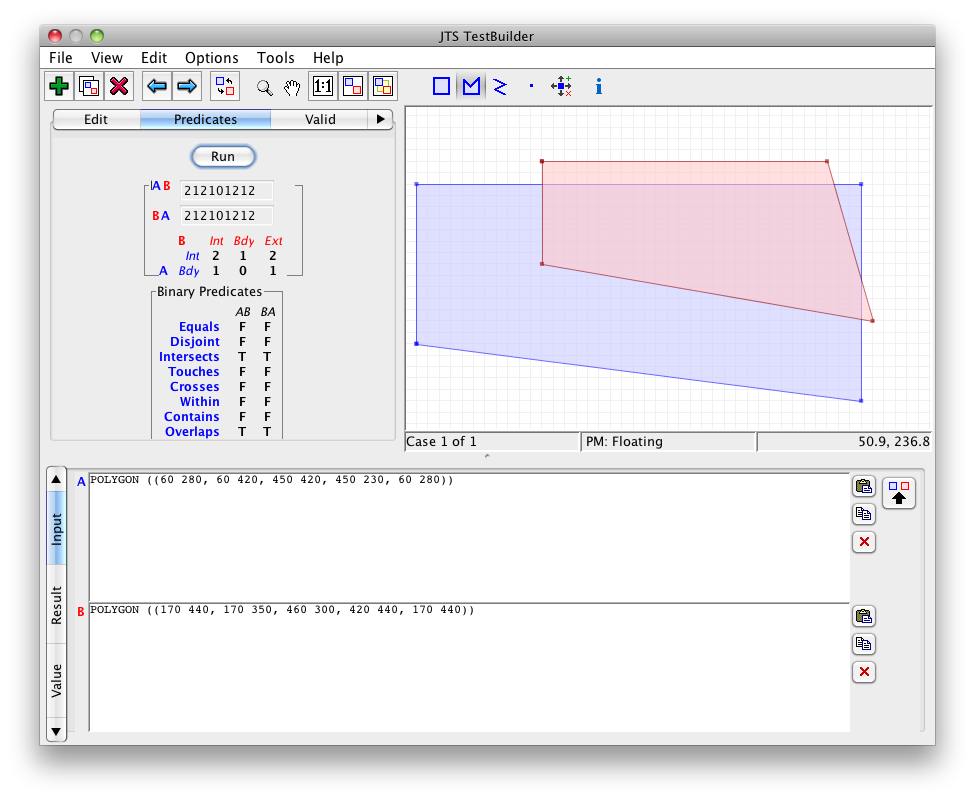 JTS TestBuilder
File View Edit Options Tools Help
1:1
Edit Predicates Valid
Run
A B 212101212
B A 212101212
B Int Bdy Ext
Int 2 1 2
A Bdy 1 0 1
Binary Predicates
AB BA
Equals F F
Disjoint F F
Intersects T T
Touches F F
Crosses F F
Within F F
Contains F F
Overlaps T T
Case 1 of 1 PM: Floating 50.9, 236.8
Input
Result
Value
A POLYGON ((60 280, 60 420, 450 420, 450 230, 60 280))
B POLYGON ((170 440, 170 350, 460 300, 420 440, 170 440))